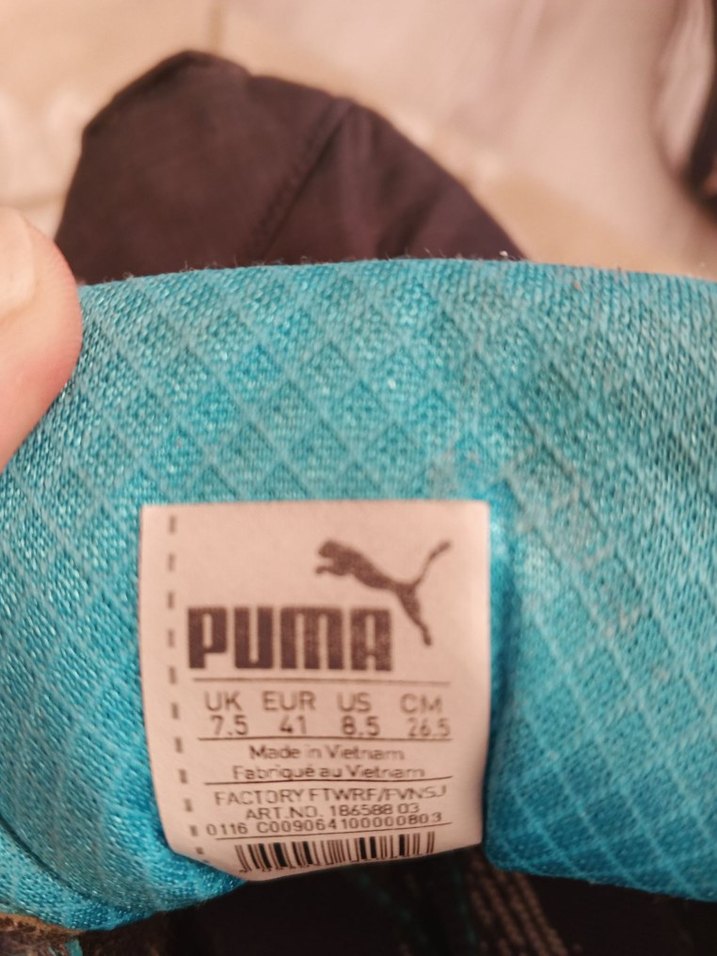 PUMA
UK EUR US CM
7.5 41 8.5 26.5
Made in Vietnam
Fabriqué au Vietnam
FACTORY FTWRF/FVNSJ
ART.NO. 186588 03
0116 C009064100000803